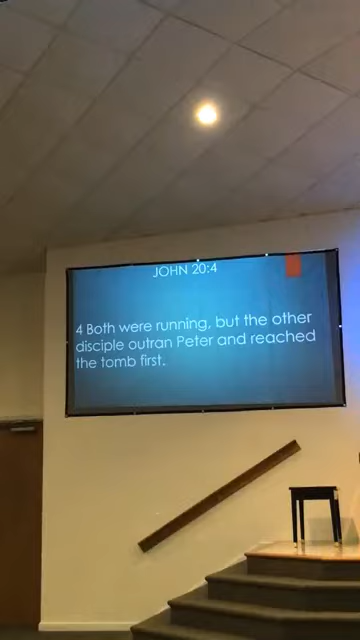 JOHN 20:4
4 Both were running, but the other
disciple outran Peter and reached
the tomb first.